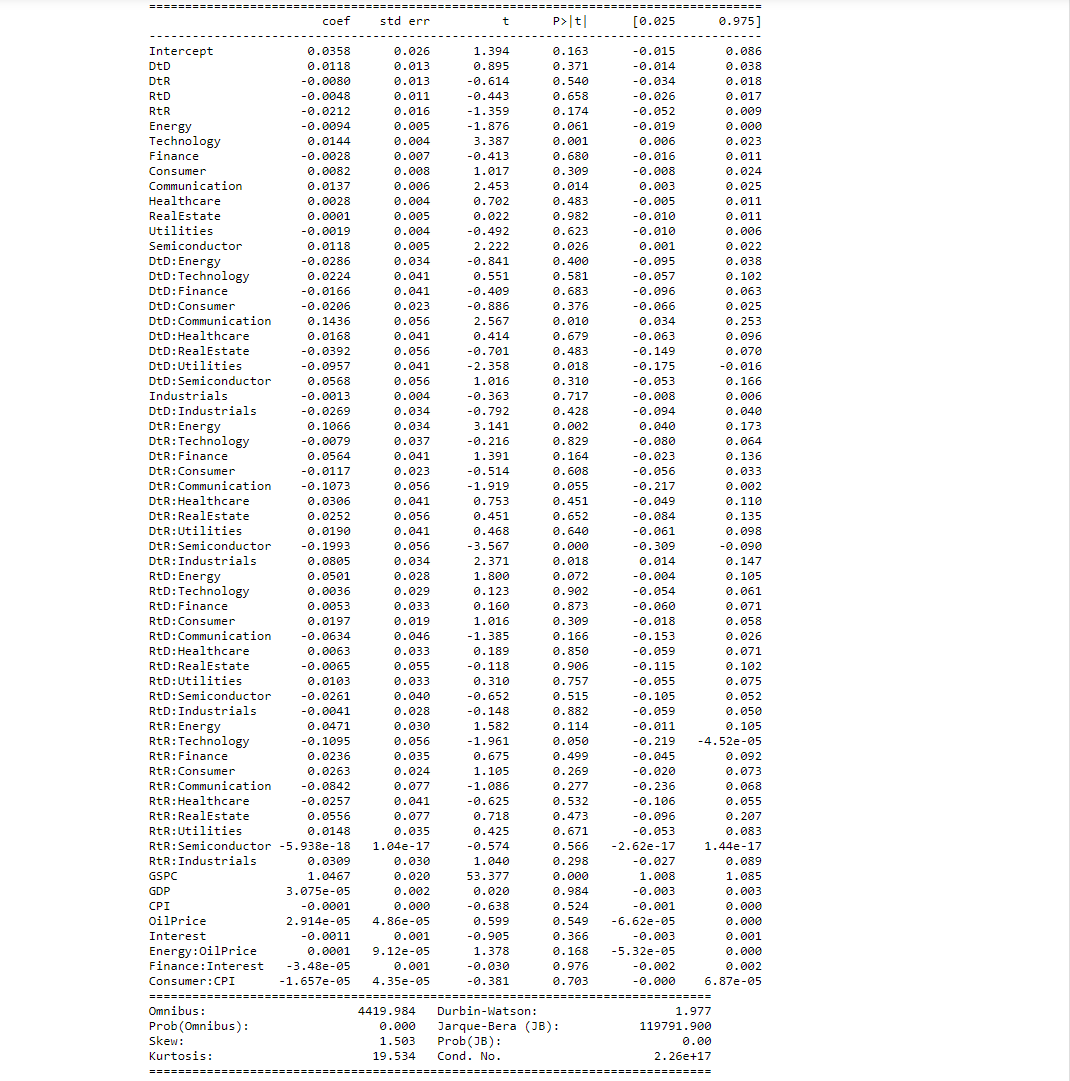 ==============================================================================
coef std err t P>|t| [0.025 0.975]
------------------------------------------------------------------------------
Intercept 0.0358 0.026 1.394 0.163 -0.015 0.086
DtD 0.0118 0.013 0.895 0.371 -0.014 0.038
DtR -0.0080 0.013 -0.614 0.540 -0.034 0.018
RtD -0.0048 0.011 -0.443 0.658 -0.026 0.017
RtR -0.0212 0.016 -1.359 0.174 -0.052 0.009
Energy -0.0094 0.005 -1.876 0.061 -0.019 0.000
Technology 0.0144 0.004 3.387 0.001 0.006 0.023
Finance -0.0028 0.007 -0.413 0.680 -0.016 0.011
Consumer 0.0082 0.008 1.017 0.309 -0.008 0.024
Communication 0.0137 0.006 2.453 0.014 0.003 0.025
Healthcare 0.0028 0.004 0.702 0.483 -0.005 0.011
RealEstate 0.0001 0.005 0.022 0.982 -0.010 0.011
Utilities -0.0019 0.004 -0.492 0.623 -0.010 0.006
Semiconductor 0.0118 0.005 2.222 0.026 0.001 0.022
DtD:Energy -0.0286 0.034 -0.841 0.400 -0.095 0.038
DtD:Technology 0.0224 0.041 0.551 0.581 -0.057 0.102
DtD:Finance -0.0166 0.041 -0.409 0.683 -0.096 0.063
DtD:Consumer -0.0206 0.023 -0.886 0.376 -0.066 0.025
DtD:Communication 0.1436 0.056 2.567 0.010 0.034 0.253
DtD:Healthcare 0.0168 0.041 0.414 0.679 -0.063 0.096
DtD:RealEstate -0.0392 0.056 -0.701 0.483 -0.149 0.070
DtD:Utilities -0.0957 0.041 -2.358 0.018 -0.175 -0.016
DtD:Semiconductor 0.0568 0.056 1.016 0.310 -0.053 0.166
Industrials -0.0013 0.004 -0.363 0.717 -0.008 0.006
DtD:Industrials -0.0269 0.034 -0.792 0.428 -0.094 0.040
DtR:Energy 0.1066 0.034 3.141 0.002 0.040 0.173
DtR:Technology -0.0079 0.037 -0.216 0.829 -0.080 0.064
DtR:Finance 0.0564 0.041 1.391 0.164 -0.023 0.136
DtR:Consumer -0.0117 0.023 -0.514 0.608 -0.056 0.033
DtR:Communication -0.1073 0.056 -1.919 0.055 -0.217 0.002
DtR:Healthcare 0.0306 0.041 0.753 0.451 -0.049 0.110
DtR:RealEstate 0.0252 0.056 0.451 0.652 -0.084 0.135
DtR:Utilities 0.0190 0.041 0.468 0.640 -0.061 0.098
DtR:Semiconductor -0.1993 0.056 -3.567 0.000 -0.309 -0.090
DtR:Industrials 0.0805 0.034 2.371 0.018 0.014 0.147
RtD:Energy 0.0501 0.028 1.800 0.072 -0.004 0.105
RtD:Technology 0.0036 0.029 0.123 0.902 -0.054 0.061
RtD:Finance 0.0053 0.033 0.160 0.873 -0.060 0.071
RtD:Consumer 0.0197 0.019 1.016 0.309 -0.018 0.058
RtD:Communication -0.0634 0.046 -1.385 0.166 -0.153 0.026
RtD:Healthcare 0.0063 0.033 0.189 0.850 -0.059 0.071
RtD:RealEstate -0.0065 0.055 -0.118 0.906 -0.115 0.102
RtD:Utilities 0.0103 0.033 0.310 0.757 -0.055 0.075
RtD:Semiconductor -0.0261 0.040 -0.652 0.515 -0.105 0.052
RtD:Industrials -0.0041 0.028 -0.148 0.882 -0.059 0.050
RtR:Energy 0.0471 0.030 1.582 0.114 -0.011 0.105
RtR:Technology -0.1095 0.056 -1.961 0.050 -0.219 -4.52e-05
RtR:Finance 0.0236 0.035 0.675 0.499 -0.045 0.092
RtR:Consumer 0.0263 0.024 1.105 0.269 -0.020 0.073
RtR:Communication -0.0842 0.077 -1.086 0.277 -0.236 0.068
RtR:Healthcare -0.0257 0.041 -0.625 0.532 -0.106 0.055
RtR:RealEstate 0.0556 0.077 0.718 0.473 -0.096 0.207
RtR:Utilities 0.0148 0.035 0.425 0.671 -0.053 0.083
RtR:Semiconductor -5.938e-18 1.04e-17 -0.574 0.566 -2.62e-17 1.44e-17
RtR:Industrials 0.0309 0.030 1.040 0.298 -0.027 0.089
GSPC 1.0467 0.020 53.377 0.000 1.008 1.085
GDP 3.075e-05 0.002 0.020 0.984 -0.003 0.003
CPI -0.0001 0.000 -0.638 0.524 -0.001 0.000
OilPrice 2.914e-05 4.86e-05 0.599 0.549 -6.62e-05 0.000
Interest -0.0011 0.001 -0.905 0.366 -0.003 0.001
Energy:OilPrice 0.0001 9.12e-05 1.378 0.168 -5.32e-05 0.000
Finance:Interest -3.48e-05 0.001 -0.030 0.976 -0.002 0.002
Consumer:CPI -1.657e-05 4.35e-05 -0.381 0.703 -0.000 6.87e-05
==============================================================================
Omnibus: 4419.984 Durbin-Watson: 1.977
Prob(Omnibus): 0.000 Jarque-Bera (JB): 119791.900
Skew: 1.503 Prob(JB): 0.00
Kurtosis: 19.534 Cond. No. 2.26e+17
==============================================================================